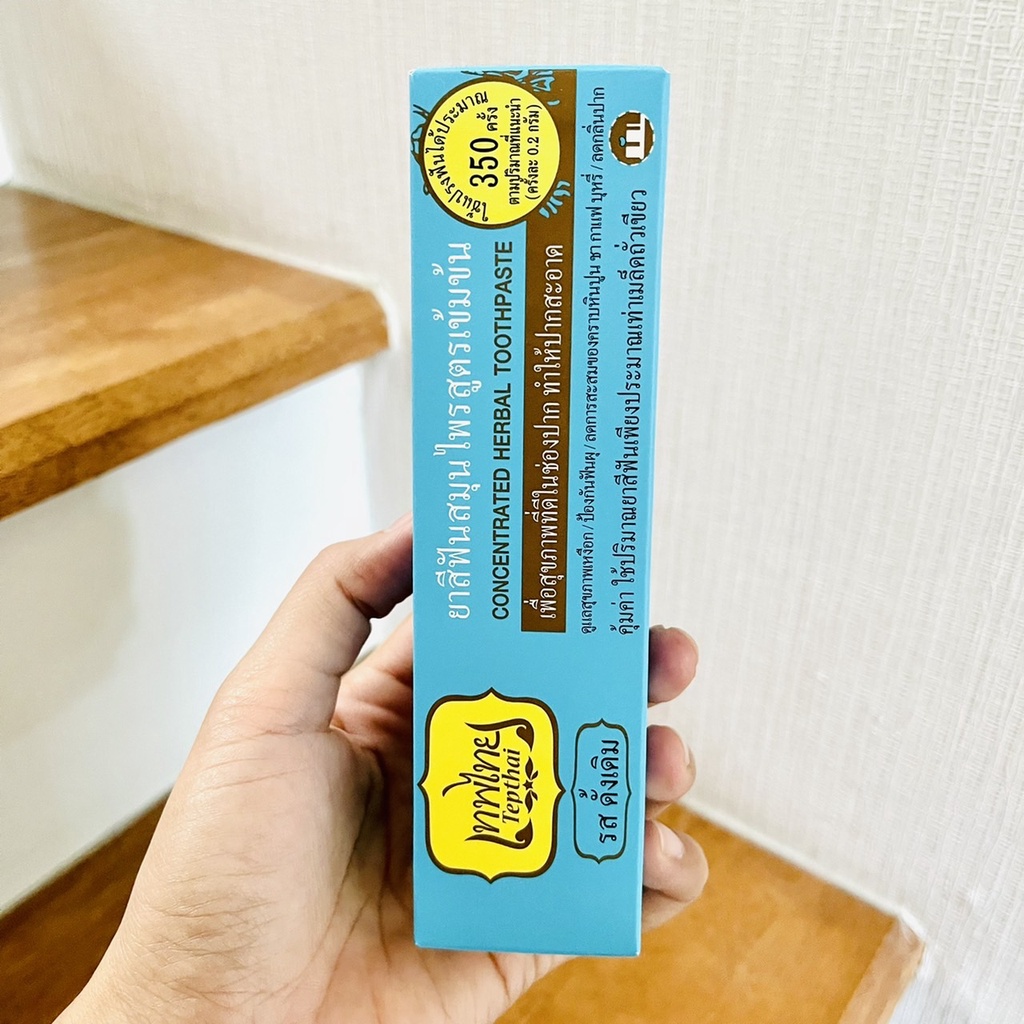 เทพไทย
Tepthai
รส ดั้งเดิม
ยาสีฟันสมุนไพรสูตรเข้มข้น
CONCENTRATED HERBAL TOOTHPASTE
เพื่อสุขภาพที่ดีในช่องปาก ทำให้ปากสะอาด
ดูแลสุขภาพเหงือก / ป้องกันฟันผุ / ลดการสะสมของคราบหินปูน ชา กาแฟ บุหรี่ / ลดกลิ่นปาก
คุ้มค่า ใช้ปริมาณยาสีฟันเพียงประมาณเท่าเมล็ดถั่วเขียว
ใช้แปรงฟันได้ประมาณ
350 ครั้ง
ตามปริมาณที่แนะนำ
(ครั้งละ 0.2 กรัม)